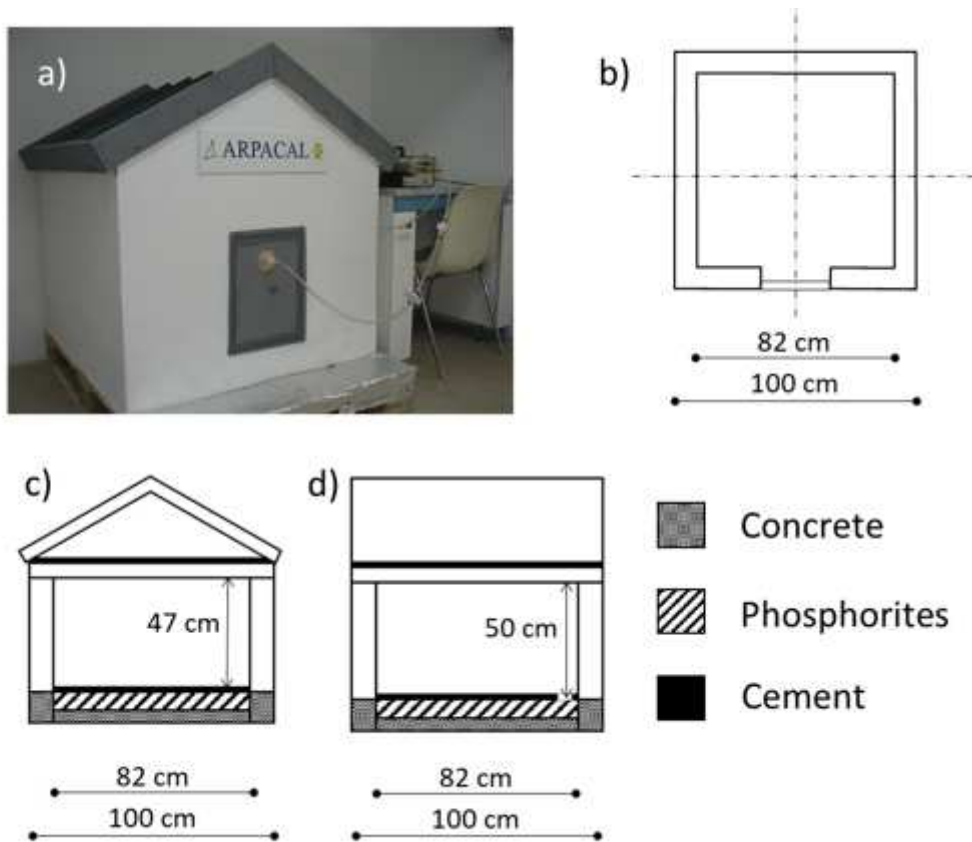 a)
ARPACAL
b)
82 cm
100 cm
c)
47 cm
82 cm
100 cm
d)
50 cm
82 cm
100 cm
Concrete
Phosphorites
Cement